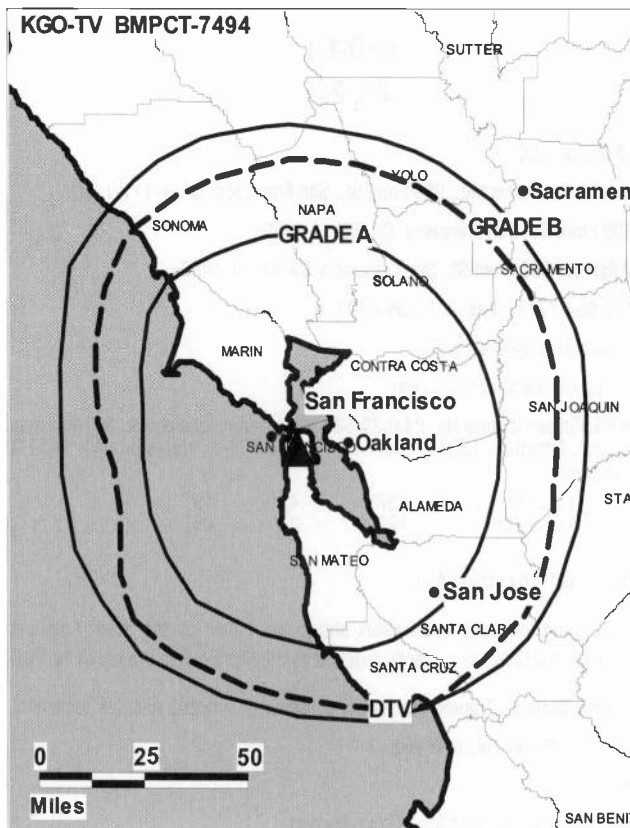 KGO-TV BMPCT-7494
SUTTER
YOLO
Sacramen
NAPA
SONOMA
GRADE B
GRADE A
SACRAMENTO
SOLANO
MARIN
CONTRA COSTA
San Francisco
SAN JOAQUIN
Oakland
STA
ALAMEDA
SAN MATEO
San Jose
SANTA CLARA
SANTA CRUZ
DTV
0 25 50
Miles
SAN BENIT